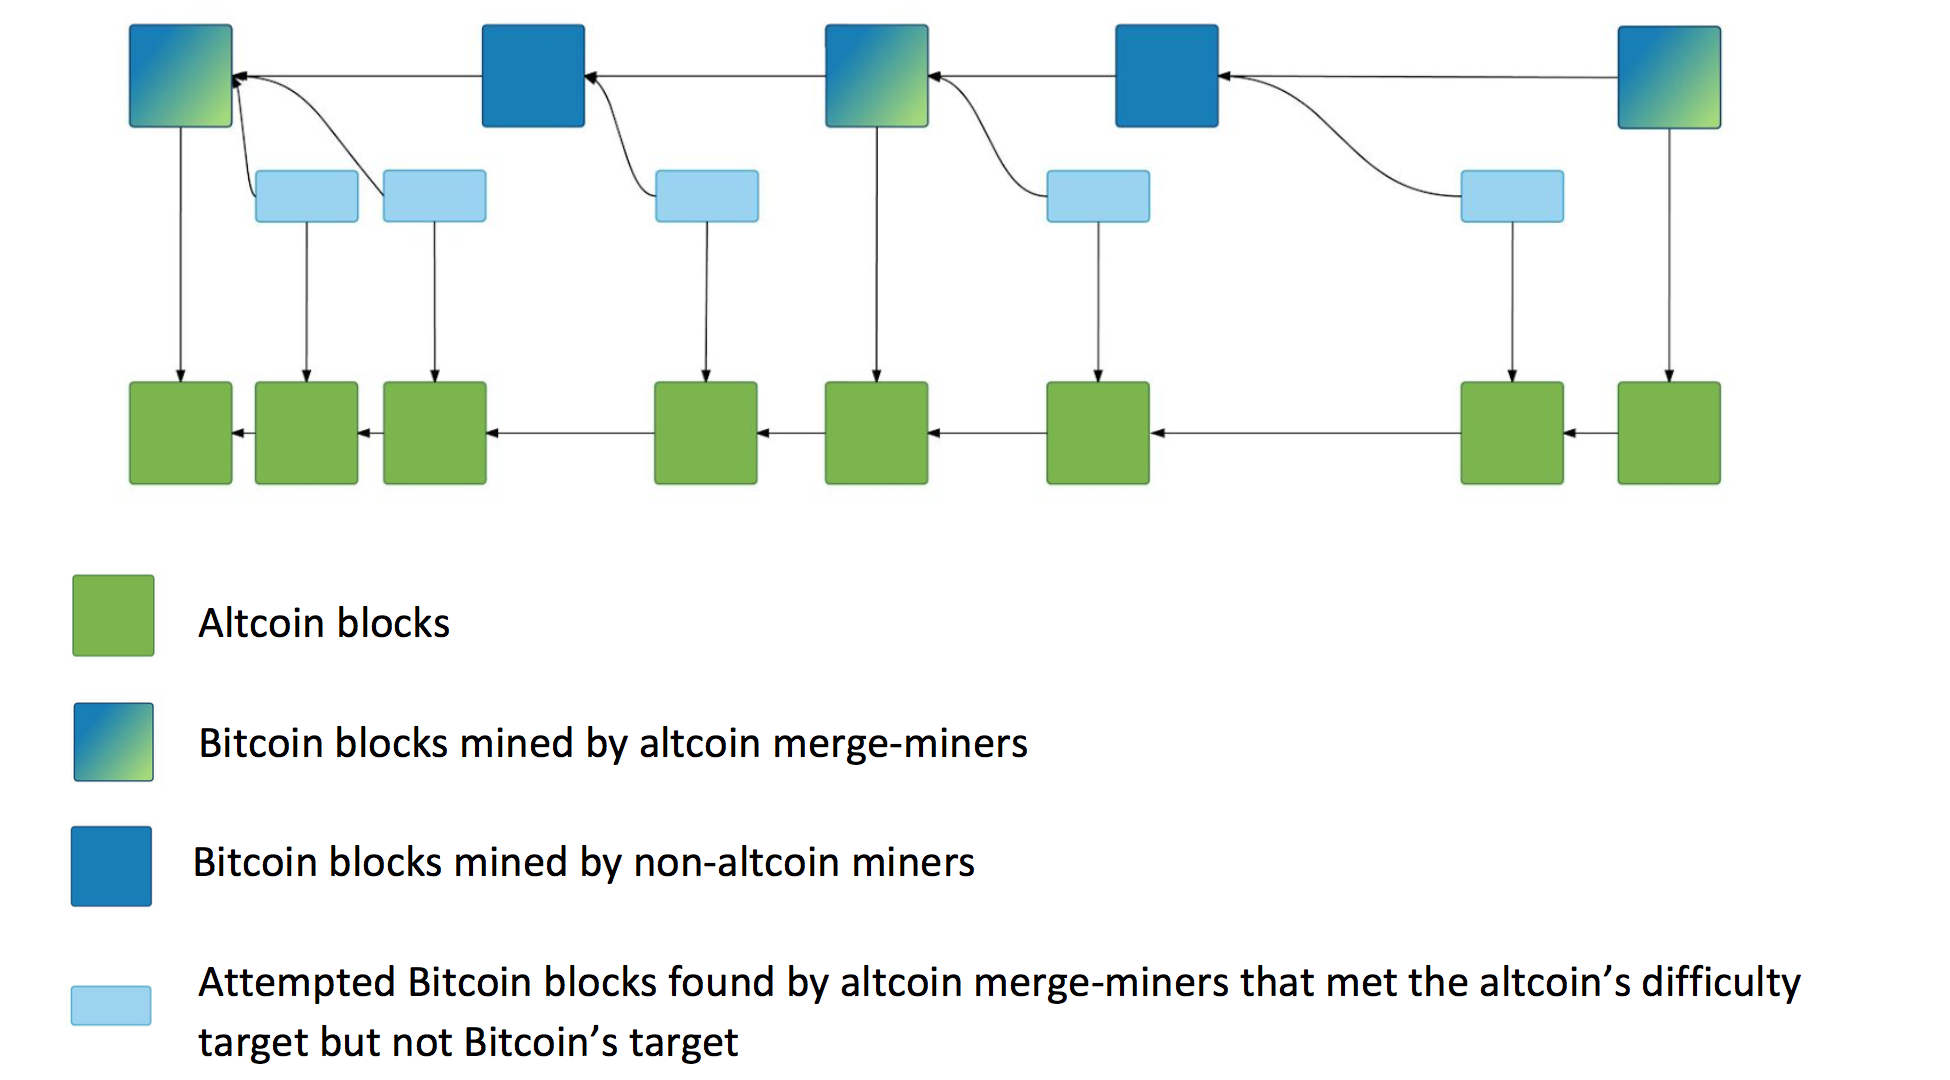 Altcoin blocks
Bitcoin blocks mined by altcoin merge-miners
Bitcoin blocks mined by non-altcoin miners
Attempted Bitcoin blocks found by altcoin merge-miners that met the altcoin’s difficulty
target but not Bitcoin’s target